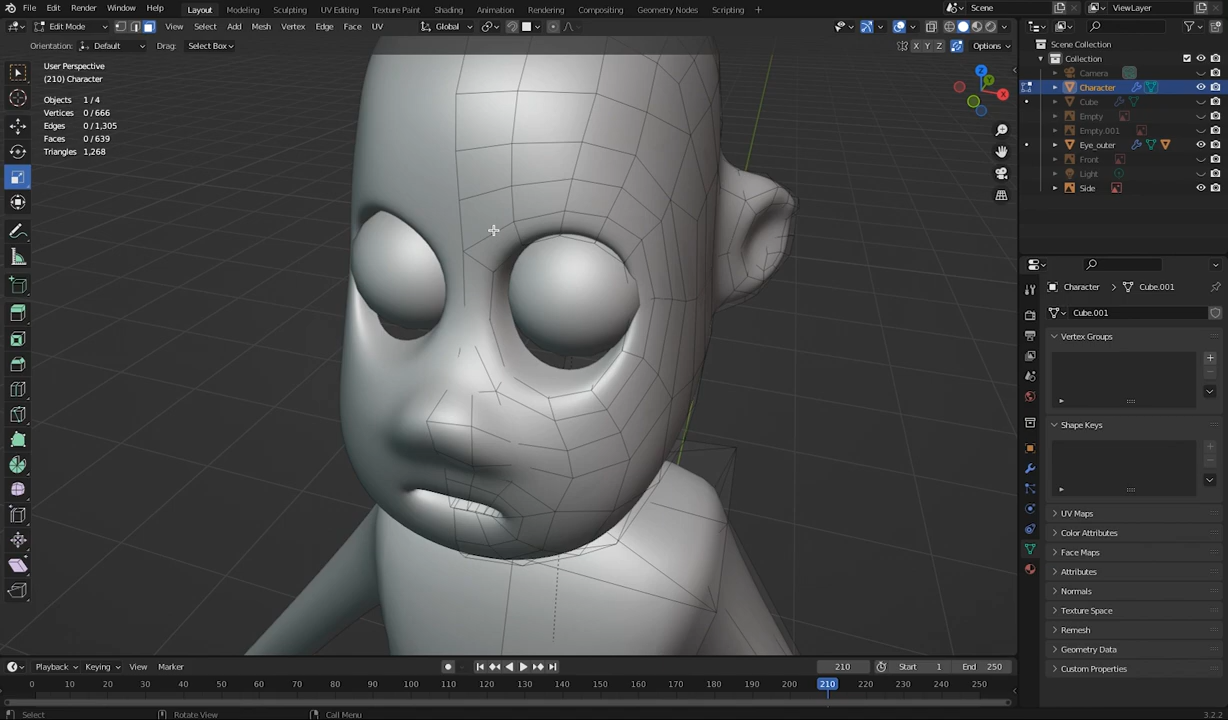 File Edit Render Window Help Layout Modeling Sculpting UV Editing Texture Paint Shading Animation Rendering Compositing Geometry Nodes Scripting + Scene ViewLayer
Edit Mode View Select Add Mesh Vertex Edge Face UV Global
Orientation: Default Drag: Select Box X Y Z Options
User Perspective
(210) Character
Objects 1/4
Vertices 0/666
Edges 0/1,305
Faces 0/639
Triangles 1,268
Z
Y
X
Scene Collection
Collection
Camera
Character
Cube
Empty
Empty.001
Eye_outer
Front
Light
Side
Character > Cube.001
Cube.001
Vertex Groups
Shape Keys
UV Maps
Color Attributes
Face Maps
Attributes
Normals
Texture Space
Remesh
Geometry Data
Custom Properties
Playback Keying View Marker 210 Start 1 End 250
0 10 20 30 40 50 60 70 80 90 100 110 120 130 140 150 160 170 180 190 200 210 220 230 240 250
Select Rotate View Call Menu 3.2.2